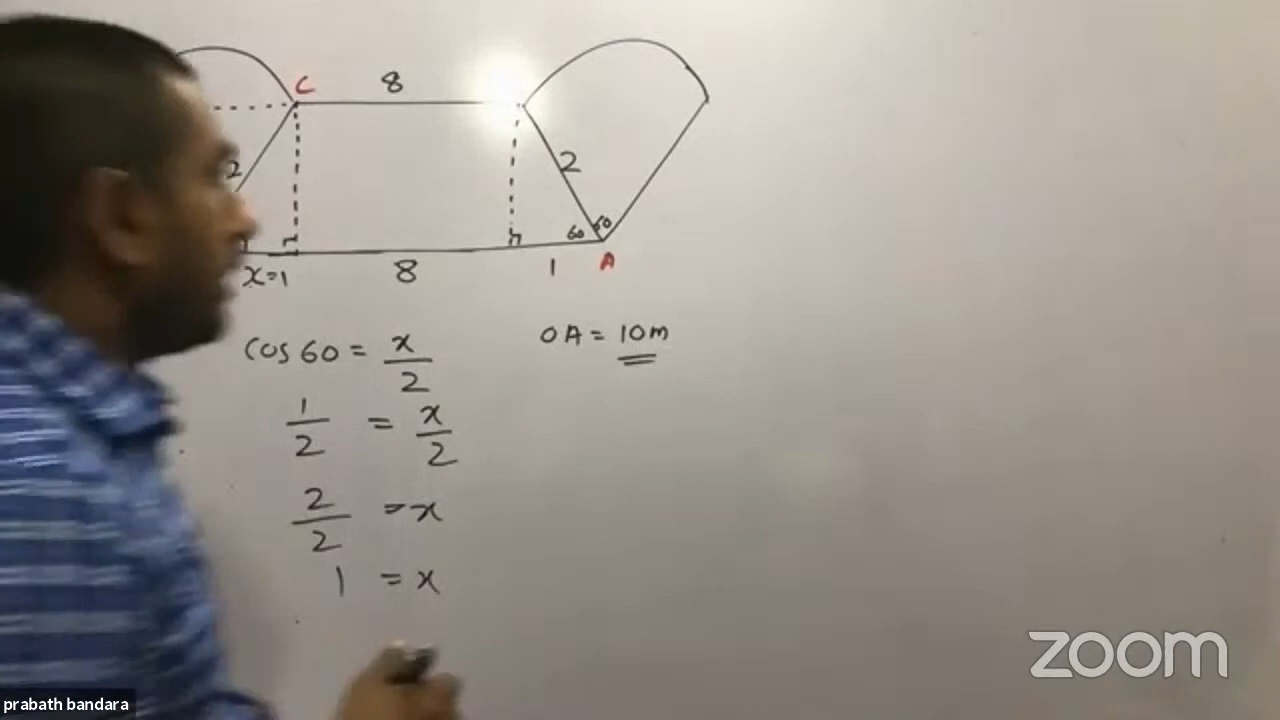 C
8
2
2
60
60
x=1
8
1
A
cos 60 = x/2
OA = 10m
1/2 = x/2
2/2 = x
1 = x
zoom
prabath bandara